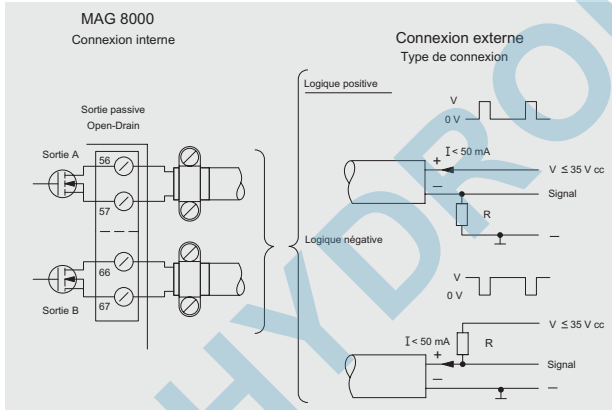 MAG 8000
Connexion interne
Connexion externe
Type de connexion
Logique positive
Sortie passive
Open-Drain
Sortie A
56
57
66
67
Sortie B
V
0 V
I < 50 mA
+
V ≤ 35 V cc
–
Signal
R
–
Logique négative
V
0 V
V ≤ 35 V cc
I < 50 mA
R
+
Signal
–
–
HYDRO